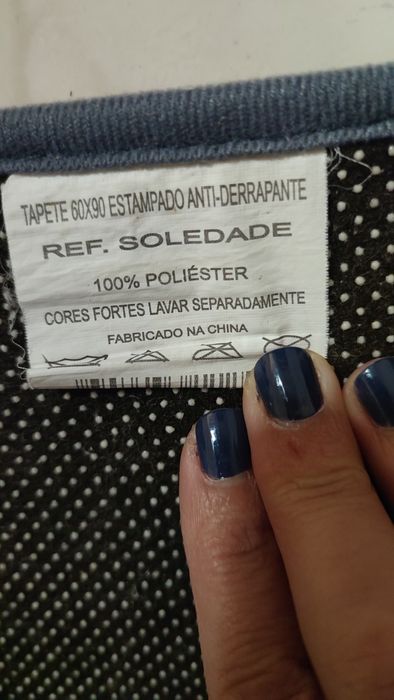 TAPETE 60X90 ESTAMPADO ANTI-DERRAPANTE
REF. SOLEDADE
100% POLIÉSTER
CORES FORTES LAVAR SEPARADAMENTE
FABRICADO NA CHINA